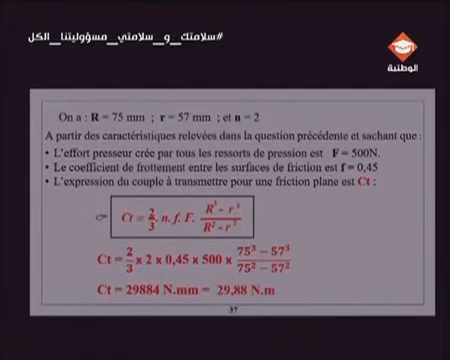 #سلامتك_و_سلامتي_مسؤوليتنا_الكل
الوطنية
On a : R = 75 mm ; r = 57 mm ; et n = 2
A partir des caractéristiques relevées dans la question précédente et sachant que :
• L'effort presseur crée par tous les ressorts de pression est F = 500N.
• Le coefficient de frottement entre les surfaces de friction est f = 0,45
• L'expression du couple à transmettre pour une friction plane est Ct :
Ct = 2/3 . n. f. F. R³ - r³ / R² - r²
Ct = 2/3 x 2 x 0,45 x 500 x 75³ – 57³ / 75² – 57²
Ct = 29884 N.mm = 29,88 N.m
37